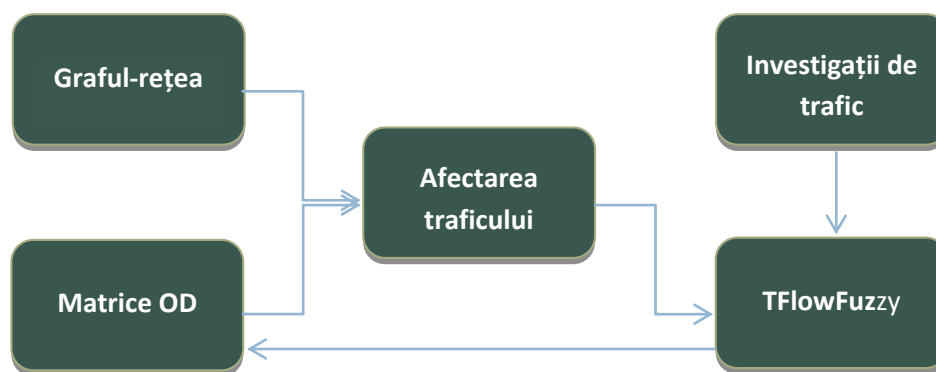 Graful-rețea
Investigații de
trafic
Afectarea
traficului
Matrice OD
TFlowFuzzy